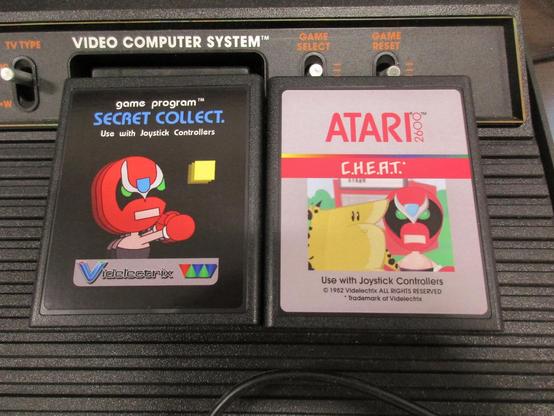 TV TYPE
VIDEO COMPUTER SYSTEM™
GAME
SELECT
GAME
RESET
game program™
SECRET COLLECT.
Use with Joystick Controllers
Videlectrix
ATARI 2600™
C.H.E.A.T.*
Use with Joystick Controllers
© 1982 Videlectrix ALL RIGHTS RESERVED
* Trademark of Videlectrix